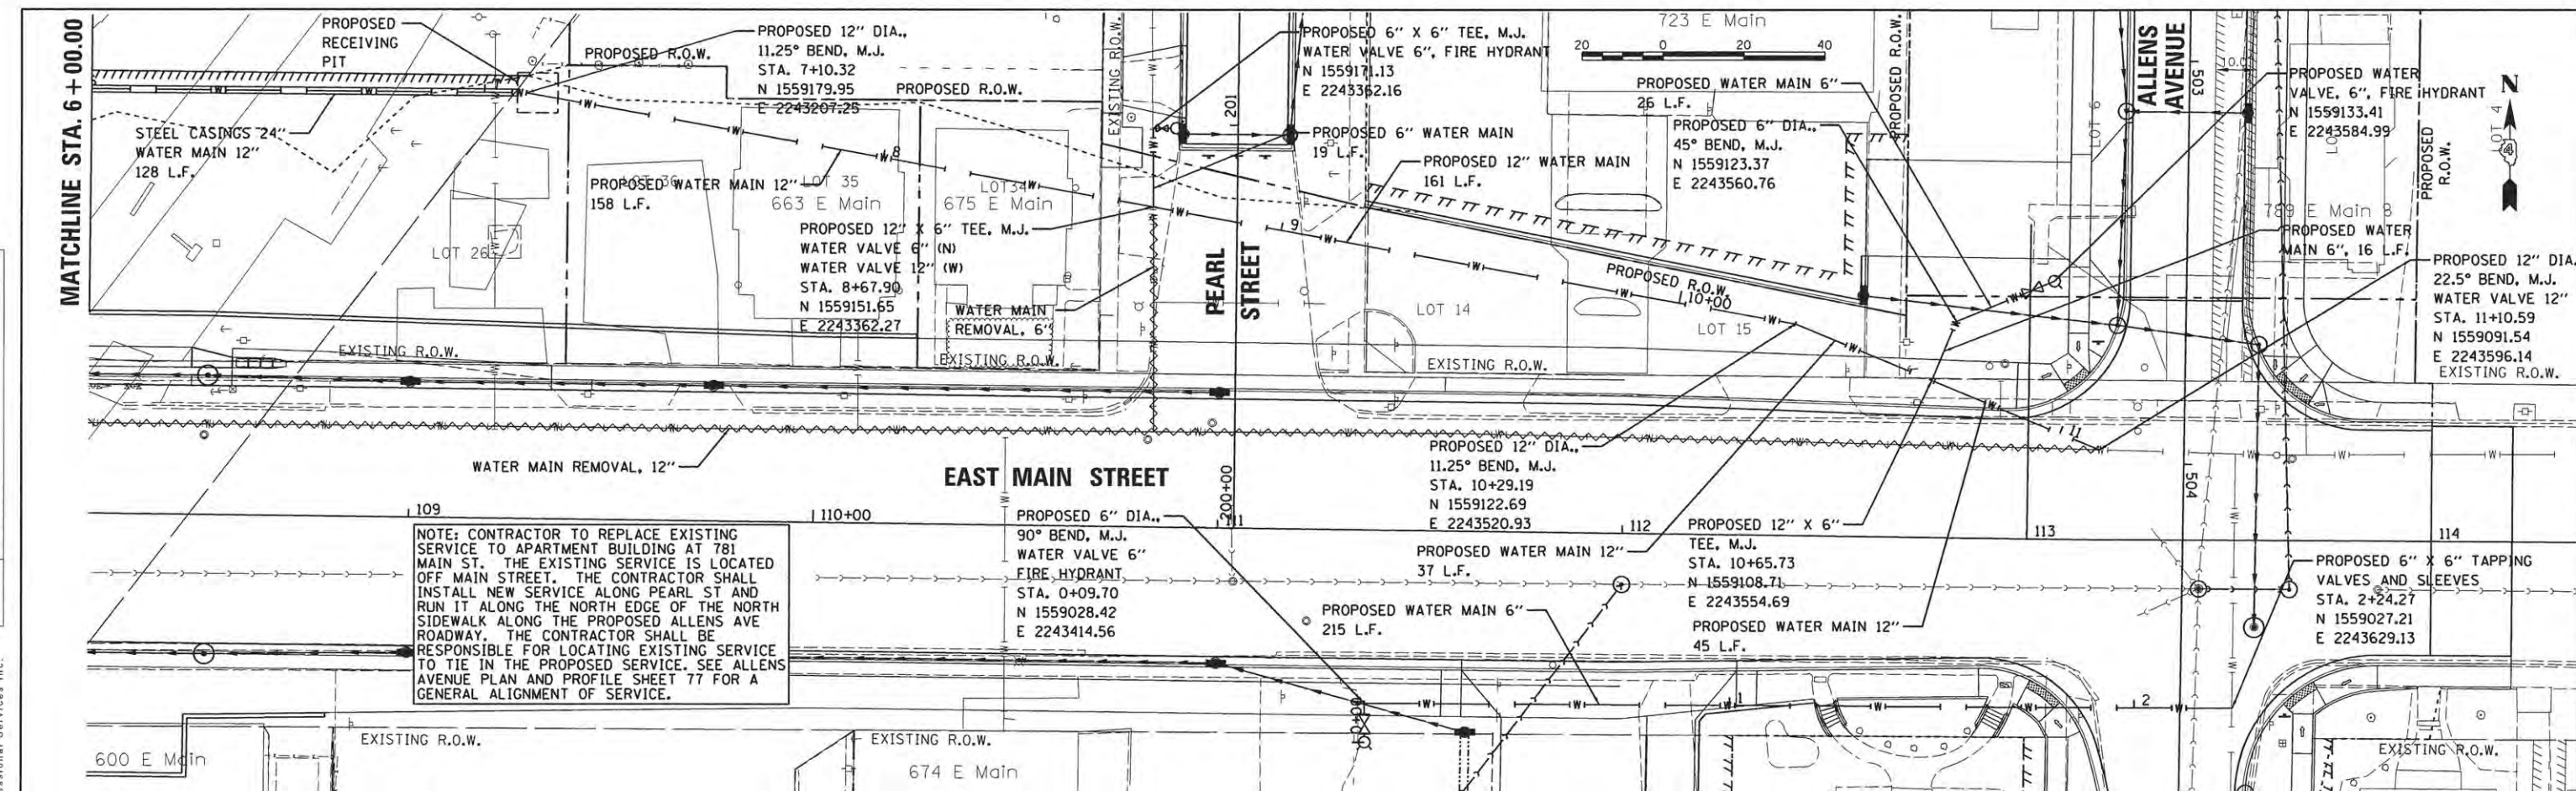 MATCHLINE STA. 6+00.00
PROPOSED
RECEIVING
PIT
PROPOSED R.O.W.
PROPOSED 12" DIA.,
11.25° BEND, M.J.
STA. 7+10.32
N 1559179.95
E 2243207.25
PROPOSED R.O.W.
EXISTING R.O.W.
201
PROPOSED 6" X 6" TEE, M.J.
WATER VALVE 6", FIRE HYDRANT
N 1559171.13
E 2243362.16
723 E Main
20 0 20 40
PROPOSED WATER MAIN 6"
26 L.F.
PROPOSED R.O.W.
ALLENS
AVENUE
503
10.0
PROPOSED WATER
VALVE, 6", FIRE HYDRANT
N 1559133.41
E 2243584.99
LOT 4
N
PROPOSED
R.O.W.
STEEL CASINGS 24"
WATER MAIN 12"
128 L.F.
PROPOSED 6" WATER MAIN
19 L.F.
PROPOSED 12" WATER MAIN
161 L.F.
PROPOSED 6" DIA.,
45° BEND, M.J.
N 1559123.37
E 2243560.76
8
LOT 36
PROPOSED WATER MAIN 12"
158 L.F.
LOT 35
663 E Main
LOT 34
675 E Main
PROPOSED 12" X 6" TEE, M.J.
WATER VALVE 6" (N)
WATER VALVE 12" (W)
STA. 8+67.90
N 1559151.65
E 2243362.27
LOT 26
WATER MAIN
REMOVAL, 6"
PEARL
STREET
9
PROPOSED R.O.W.
10+00
LOT 14
LOT 15
789 E Main 8
PROPOSED WATER
MAIN 6", 16 L.F.
PROPOSED 12" DIA.
22.5° BEND, M.J.
WATER VALVE 12"
STA. 11+10.59
N 1559091.54
E 2243596.14
EXISTING R.O.W.
EXISTING R.O.W.
EXISTING R.O.W.
EXISTING R.O.W.
11
WATER MAIN REMOVAL, 12"
EAST MAIN STREET
200+00
504
PROPOSED 12" DIA.,
11.25° BEND, M.J.
STA. 10+29.19
N 1559122.69
E 2243520.93
109
110+00
111
112
113
114
NOTE: CONTRACTOR TO REPLACE EXISTING
SERVICE TO APARTMENT BUILDING AT 781
MAIN ST. THE EXISTING SERVICE IS LOCATED
OFF MAIN STREET. THE CONTRACTOR SHALL
INSTALL NEW SERVICE ALONG PEARL ST AND
RUN IT ALONG THE NORTH EDGE OF THE NORTH
SIDEWALK ALONG THE PROPOSED ALLENS AVE
ROADWAY. THE CONTRACTOR SHALL BE
RESPONSIBLE FOR LOCATING EXISTING SERVICE
TO TIE IN THE PROPOSED SERVICE. SEE ALLENS
AVENUE PLAN AND PROFILE SHEET 77 FOR A
GENERAL ALIGNMENT OF SERVICE.
PROPOSED 6" DIA.,
90° BEND, M.J.
WATER VALVE 6"
FIRE HYDRANT
STA. 0+09.70
N 1559028.42
E 2243414.56
PROPOSED WATER MAIN 12"
37 L.F.
PROPOSED WATER MAIN 6"
215 L.F.
PROPOSED 12" X 6"
TEE, M.J.
STA. 10+65.73
N 1559108.71
E 2243554.69
PROPOSED WATER MAIN 12"
45 L.F.
PROPOSED 6" X 6" TAPPING
VALVES AND SLEEVES
STA. 2+24.27
N 1559027.21
E 2243629.13
0+00
1
2
600 E Main
EXISTING R.O.W.
EXISTING R.O.W.
674 E Main
EXISTING R.O.W.